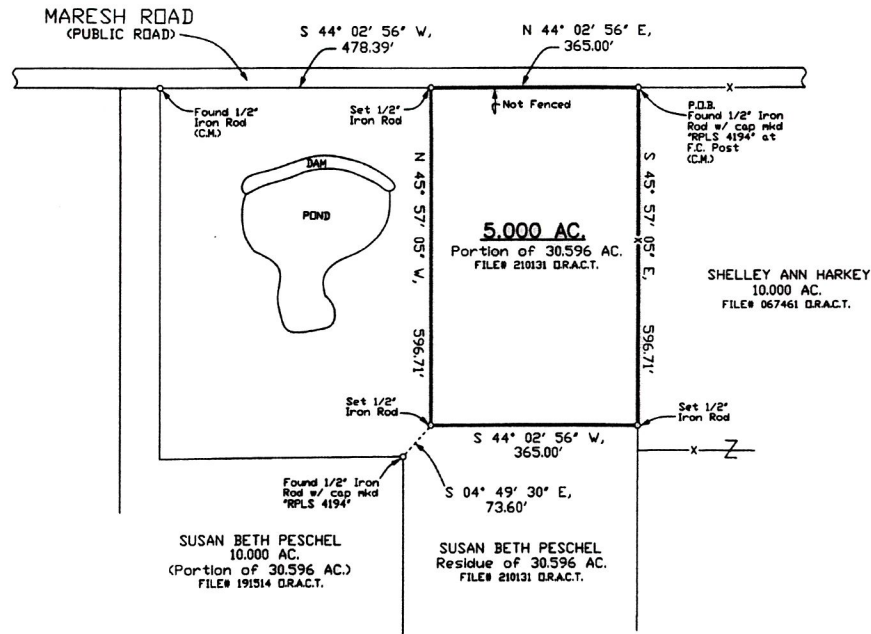 MARESH ROAD
(PUBLIC ROAD)
S 44° 02' 56" W,
478.39'
N 44° 02' 56" E,
365.00'
Found 1/2"
Iron Rod
(C.M.)
Set 1/2"
Iron Rod
Not Fenced
x
P.O.B.
Found 1/2" Iron
Rod w/ cap mkd
"RPLS 4194" at
F.C. Post
(C.M.)
DAM
POND
N 45° 57' 05" W,
596.71'
5.000 AC.
Portion of 30.596 AC.
FILE# 210131 O.R.A.C.T.
S 45° 57' 05" E,
596.71'
x
SHELLEY ANN HARKEY
10.000 AC.
FILE# 067461 O.R.A.C.T.
Set 1/2"
Iron Rod
Set 1/2"
Iron Rod
S 44° 02' 56" W,
365.00'
x
Z
Found 1/2" Iron
Rod w/ cap mkd
"RPLS 4194"
S 04° 49' 30" E,
73.60'
SUSAN BETH PESCHEL
10.000 AC.
(Portion of 30.596 AC.)
FILE# 191514 O.R.A.C.T.
SUSAN BETH PESCHEL
Residue of 30.596 AC.
FILE# 210131 O.R.A.C.T.